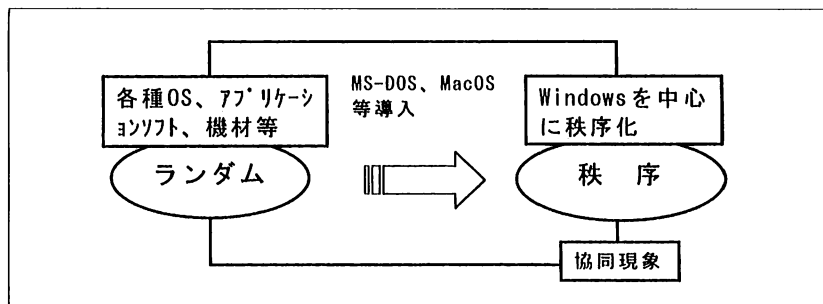 各種OS、ｱﾌﾟﾘｹｰｼ
ｮﾝｿﾌﾄ、機材等
ランダム
MS-DOS、MacOS
等導入
Windowsを中心
に秩序化
秩 序
協同現象